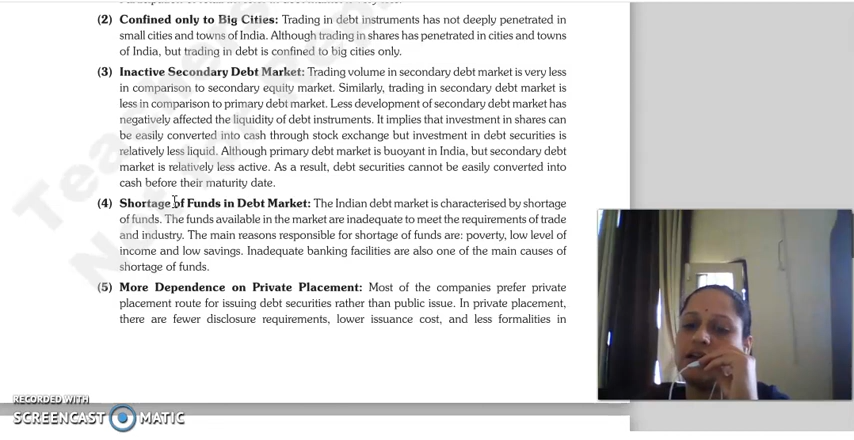 (2) Confined only to Big Cities: Trading in debt instruments has not deeply penetrated in
small cities and towns of India. Although trading in shares has penetrated in cities and towns
of India, but trading in debt is confined to big cities only.
(3) Inactive Secondary Debt Market: Trading volume in secondary debt market is very less
in comparison to secondary equity market. Similarly, trading in secondary debt market is
less in comparison to primary debt market. Less development of secondary debt market has
negatively affected the liquidity of debt instruments. It implies that investment in shares can
be easily converted into cash through stock exchange but investment in debt securities is
relatively less liquid. Although primary debt market is buoyant in India, but secondary debt
market is relatively less active. As a result, debt securities cannot be easily converted into
cash before their maturity date.
(4) Shortage of Funds in Debt Market: The Indian debt market is characterised by shortage
of funds. The funds available in the market are inadequate to meet the requirements of trade
and industry. The main reasons responsible for shortage of funds are: poverty, low level of
income and low savings. Inadequate banking facilities are also one of the main causes of
shortage of funds.
(5) More Dependence on Private Placement: Most of the companies prefer private
placement route for issuing debt securities rather than public issue. In private placement,
there are fewer disclosure requirements, lower issuance cost, and less formalities in
RECORDED WITH
SCREENCAST MATIC